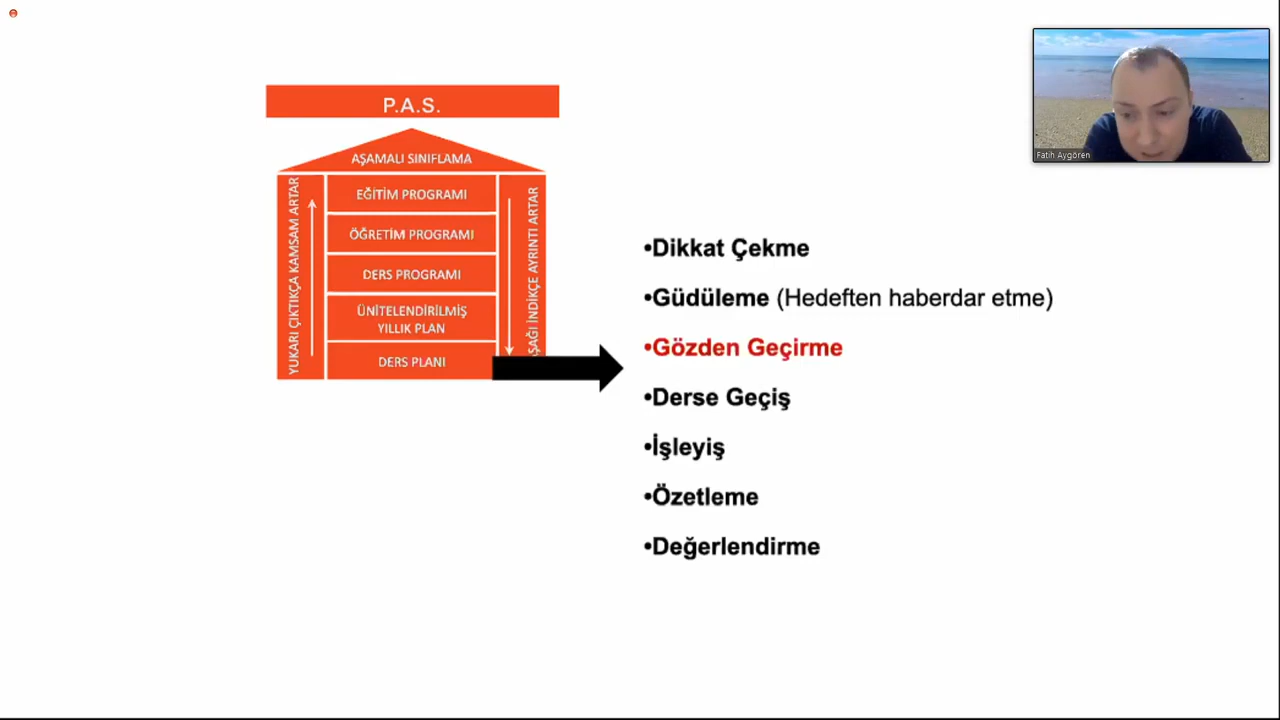 P.A.S.
AŞAMALI SINIFLAMA
YUKARI ÇIKTIKÇA KAMSAM ARTAR
EĞİTİM PROGRAMI
ÖĞRETİM PROGRAMI
DERS PROGRAMI
ÜNİTELENDİRİLMİŞ
YILLIK PLAN
DERS PLANI
AŞAĞI İNDİKÇE AYRINTI ARTAR
•Dikkat Çekme
•Güdüleme (Hedeften haberdar etme)
•Gözden Geçirme
•Derse Geçiş
•İşleyiş
•Özetleme
•Değerlendirme
Fatih Aygören